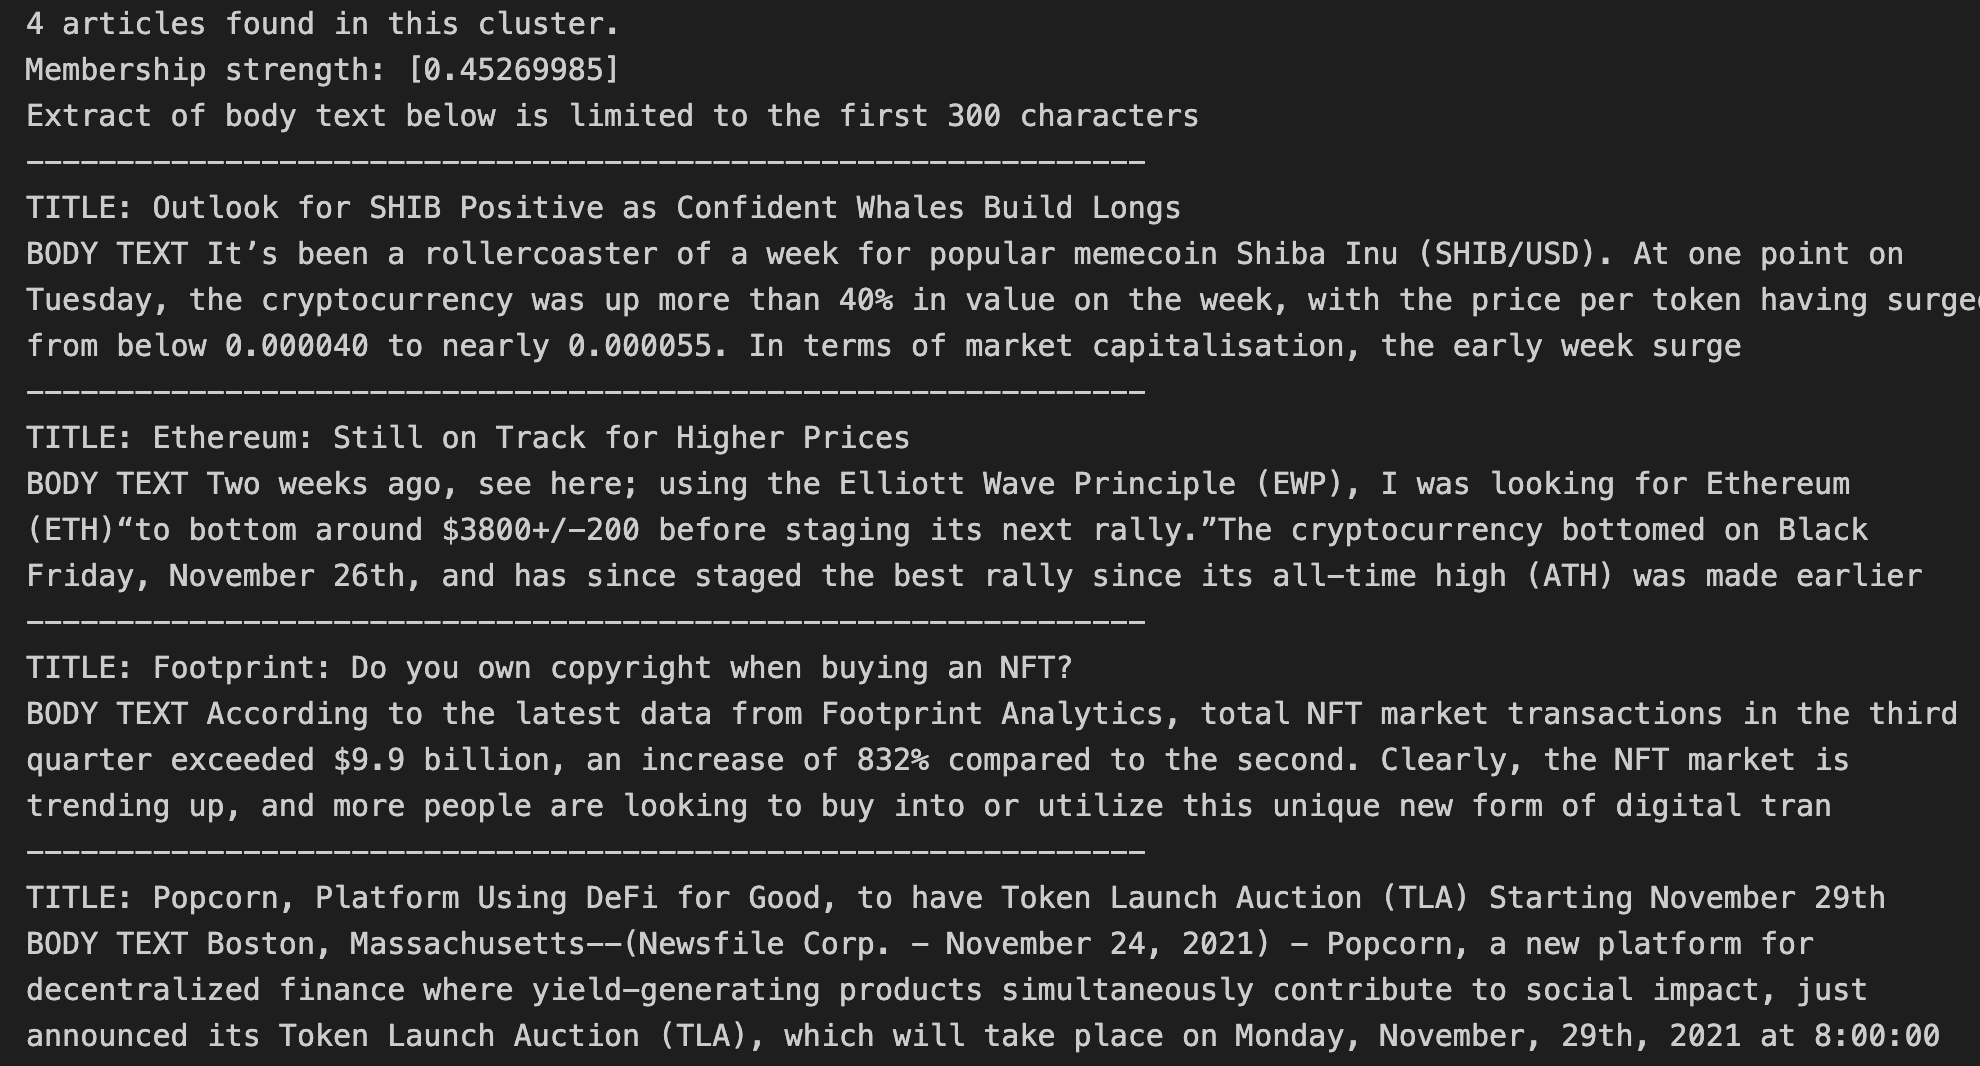 4 articles found in this cluster.
Membership strength: [0.45269985]
Extract of body text below is limited to the first 300 characters
--------------------------------------------------------------
TITLE: Outlook for SHIB Positive as Confident Whales Build Longs
BODY TEXT It’s been a rollercoaster of a week for popular memecoin Shiba Inu (SHIB/USD). At one point on
Tuesday, the cryptocurrency was up more than 40% in value on the week, with the price per token having surged
from below 0.000040 to nearly 0.000055. In terms of market capitalisation, the early week surge
--------------------------------------------------------------
TITLE: Ethereum: Still on Track for Higher Prices
BODY TEXT Two weeks ago, see here; using the Elliott Wave Principle (EWP), I was looking for Ethereum
(ETH)“to bottom around $3800+/-200 before staging its next rally.”The cryptocurrency bottomed on Black
Friday, November 26th, and has since staged the best rally since its all-time high (ATH) was made earlier
--------------------------------------------------------------
TITLE: Footprint: Do you own copyright when buying an NFT?
BODY TEXT According to the latest data from Footprint Analytics, total NFT market transactions in the third
quarter exceeded $9.9 billion, an increase of 832% compared to the second. Clearly, the NFT market is
trending up, and more people are looking to buy into or utilize this unique new form of digital tran
--------------------------------------------------------------
TITLE: Popcorn, Platform Using DeFi for Good, to have Token Launch Auction (TLA) Starting November 29th
BODY TEXT Boston, Massachusetts--(Newsfile Corp. - November 24, 2021) - Popcorn, a new platform for
decentralized finance where yield-generating products simultaneously contribute to social impact, just
announced its Token Launch Auction (TLA), which will take place on Monday, November, 29th, 2021 at 8:00:00